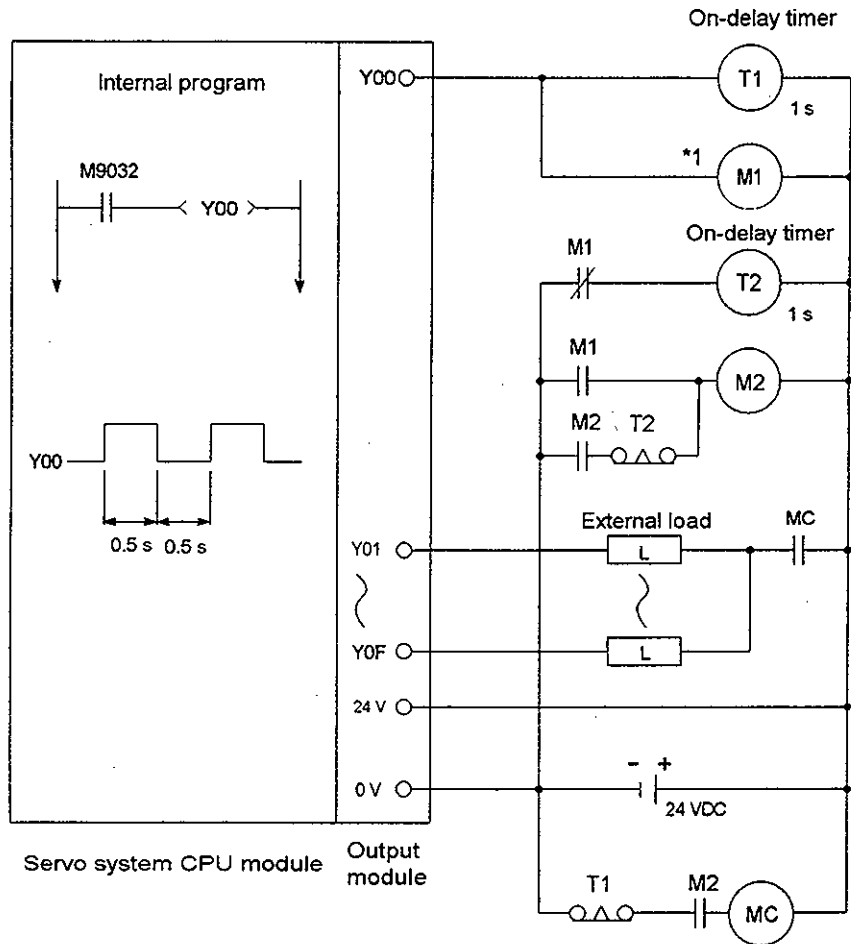 On-delay timer
Internal program
Y00
T1
1 s
M9032
Y00
*1
M1
On-delay timer
M1
T2
1 s
M1
M2
M2
T2
Y00
0.5 s
0.5 s
External load
MC
Y01
L
Y0F
L
24 V
- +
0 V
24 VDC
Servo system CPU module
Output
module
T1
M2
MC